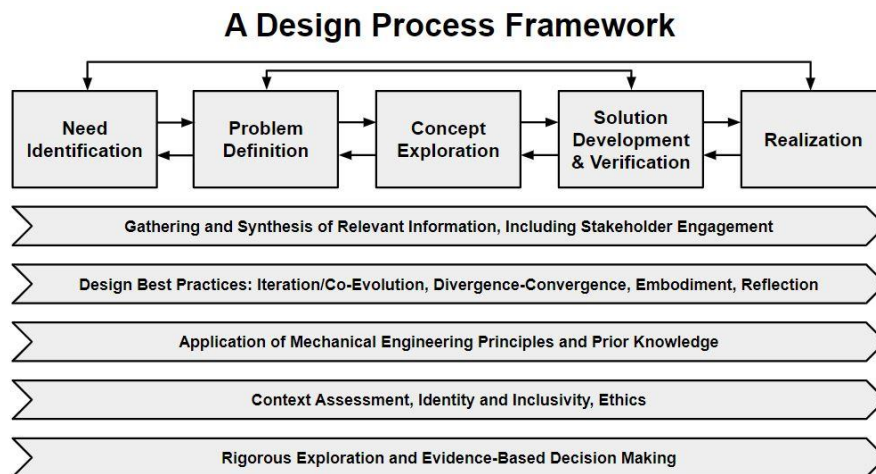 A Design Process Framework
Need
Identification
Problem
Definition
Concept
Exploration
Solution
Development
& Verification
Realization
Gathering and Synthesis of Relevant Information, Including Stakeholder Engagement
Design Best Practices: Iteration/Co-Evolution, Divergence-Convergence, Embodiment, Reflection
Application of Mechanical Engineering Principles and Prior Knowledge
Context Assessment, Identity and Inclusivity, Ethics
Rigorous Exploration and Evidence-Based Decision Making